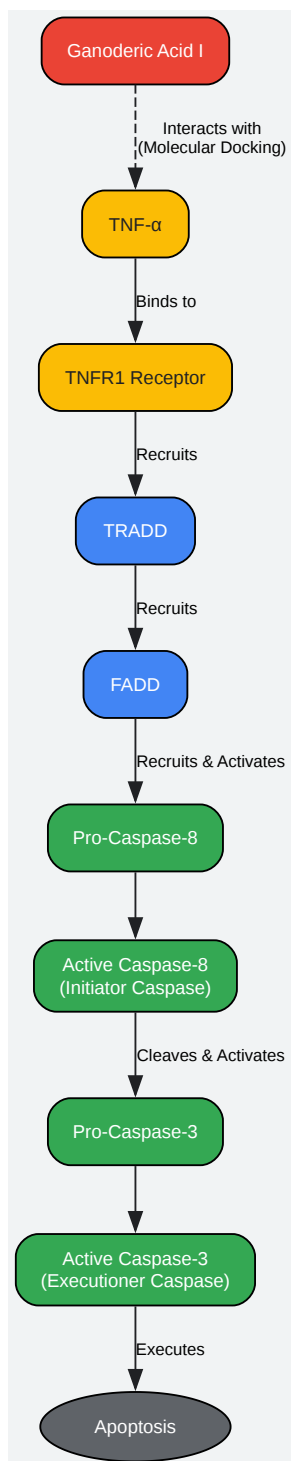 Ganoderic Acid I
Interacts with
(Molecular Docking)
TNF-α
Binds to
TNFR1 Receptor
Recruits
TRADD
Recruits
FADD
Recruits & Activates
Pro-Caspase-8
Active Caspase-8
(Initiator Caspase)
Cleaves & Activates
Pro-Caspase-3
Active Caspase-3
(Executioner Caspase)
Executes
Apoptosis